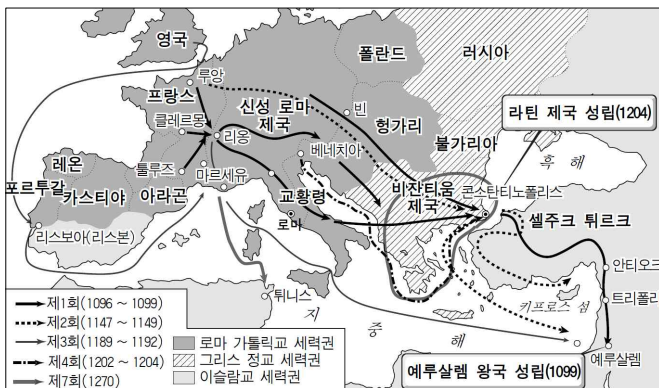 영국
폴란드
러시아
루앙
프랑스
신성 로마
제국
빈
클레르몽
리옹
헝가리
라틴 제국 성립(1204)
베네치아
불가리아
흑 해
레온
툴루즈
마르세유
포르투갈
카스티야
아라곤
교황령
비잔티움
제국
콘스탄티노폴리스
로마
셀주크 튀르크
리스보아(리스본)
안티오크
튀니스
트리폴리
키프로스 섬
지 중 해
예루살렘
예루살렘 왕국 성립(1099)
제1회(1096 ~ 1099)
제2회(1147 ~ 1149)
제3회(1189 ~ 1192)
제4회(1202 ~ 1204)
제7회(1270)
로마 가톨릭교 세력권
그리스 정교 세력권
이슬람교 세력권